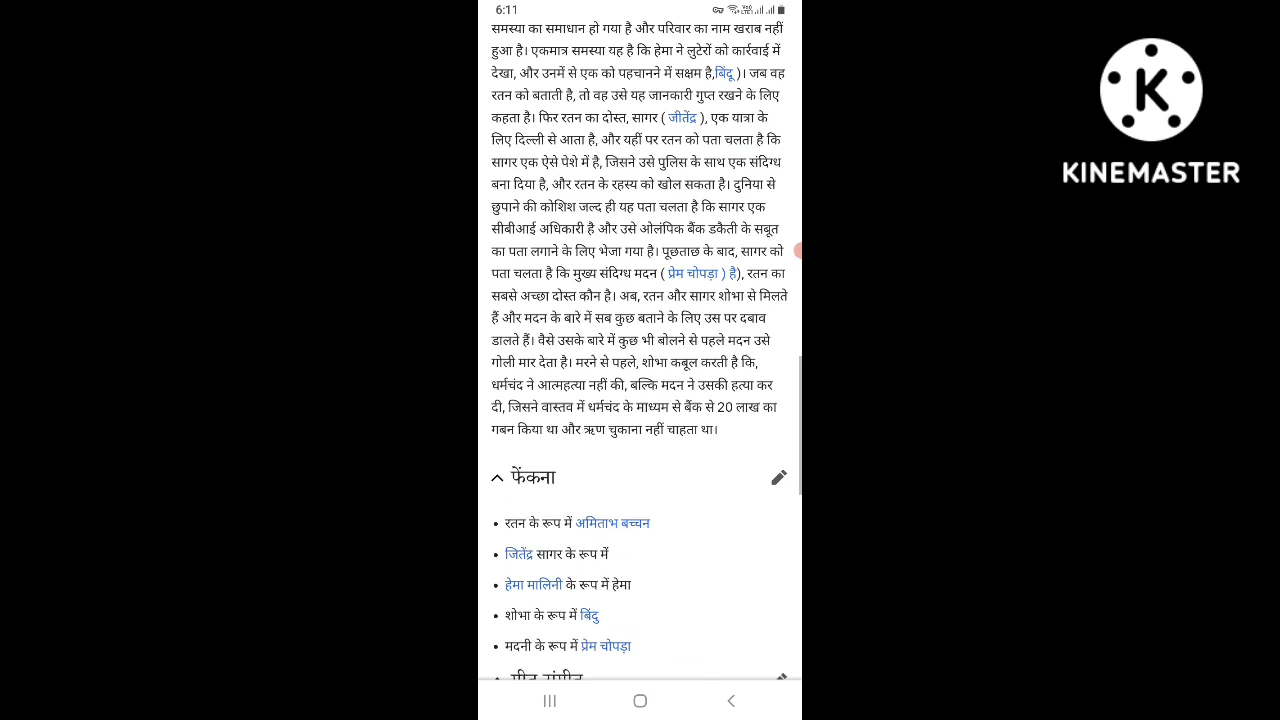 6:11
समस्या का समाधान हो गया है और परिवार का नाम खराब नहीं
हुआ है। एकमात्र समस्या यह है कि हेमा ने लुटेरों को कार्रवाई में
देखा, और उनमें से एक को पहचानने में सक्षम है,बिंदू )। जब वह
रतन को बताती है, तो वह उसे यह जानकारी गुप्त रखने के लिए
कहता है। फिर रतन का दोस्त, सागर ( जीतेंद्र ), एक यात्रा के
लिए दिल्ली से आता है, और यहीं पर रतन को पता चलता है कि
सागर एक ऐसे पेशे में है, जिसने उसे पुलिस के साथ एक संदिग्ध
बना दिया है, और रतन के रहस्य को खोल सकता है। दुनिया से
छुपाने की कोशिश जल्द ही यह पता चलता है कि सागर एक
सीबीआई अधिकारी है और उसे ओलंपिक बैंक डकैती के सबूत
का पता लगाने के लिए भेजा गया है। पूछताछ के बाद, सागर को
पता चलता है कि मुख्य संदिग्ध मदन ( प्रेम चोपड़ा ) है), रतन का
सबसे अच्छा दोस्त कौन है। अब, रतन और सागर शोभा से मिलते
हैं और मदन के बारे में सब कुछ बताने के लिए उस पर दबाव
डालते हैं। वैसे उसके बारे में कुछ भी बोलने से पहले मदन उसे
गोली मार देता है। मरने से पहले, शोभा कबूल करती है कि,
धर्मचंद ने आत्महत्या नहीं की, बल्कि मदन ने उसकी हत्या कर
दी, जिसने वास्तव में धर्मचंद के माध्यम से बैंक से 20 लाख का
गबन किया था और ऋण चुकाना नहीं चाहता था।
फेंकना
• रतन के रूप में अमिताभ बच्चन
• जितेंद्र सागर के रूप में
• हेमा मालिनी के रूप में हेमा
• शोभा के रूप में बिंदु
• मदनी के रूप में प्रेम चोपड़ा
K
KINEMASTER